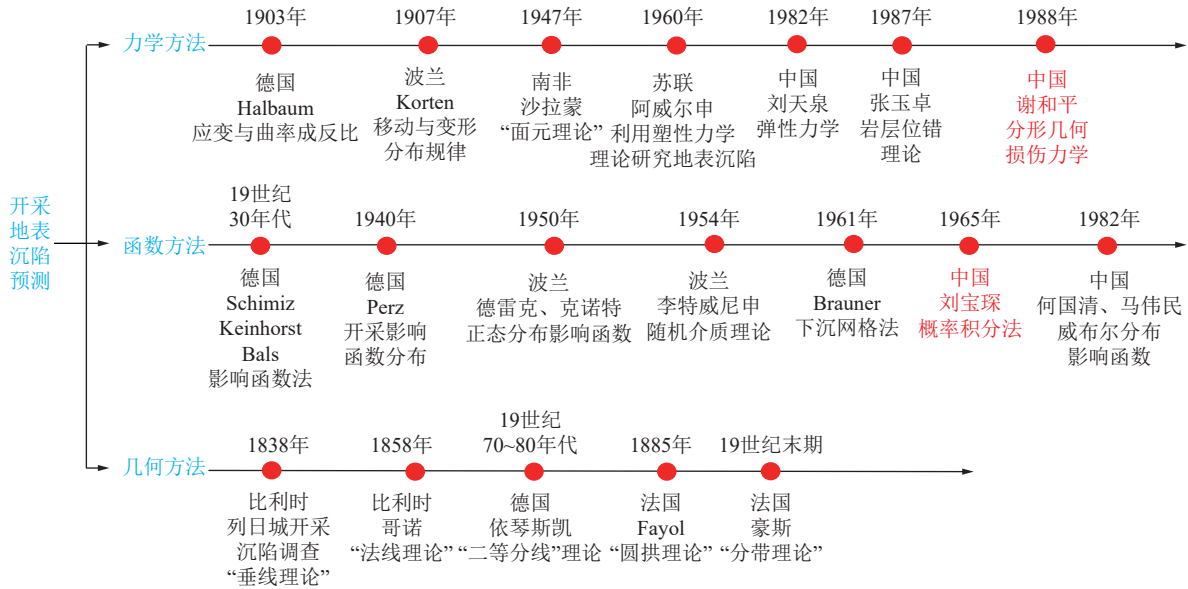 开采
地表
沉陷
预测
力学方法
1903年
德国
Halbaum
应变与曲率成反比
1907年
波兰
Korten
移动与变形
分布规律
1947年
南非
沙拉蒙
“面元理论”
1960年
苏联
阿威尔申
利用塑性力学
理论研究地表沉陷
1982年
中国
刘天泉
弹性力学
1987年
中国
张玉卓
岩层位错
理论
1988年
中国
谢和平
分形几何
损伤力学
函数方法
19世纪
30年代
德国
Schimiz
Keinhorst
Bals
影响函数法
1940年
德国
Perz
开采影响
函数分布
1950年
波兰
德雷克、克诺特
正态分布影响函数
1954年
波兰
李特威尼申
随机介质理论
1961年
德国
Brauner
下沉网格法
1965年
中国
刘宝琛
概率积分法
1982年
中国
何国清、马伟民
威布尔分布
影响函数
几何方法
1838年
比利时
列日城开采
沉陷调查
“垂线理论”
1858年
比利时
哥诺
“法线理论”
19世纪
70~80年代
德国
依琴斯凯
“二等分线”理论
1885年
法国
Fayol
“圆拱理论”
19世纪末期
法国
豪斯
“分带理论”